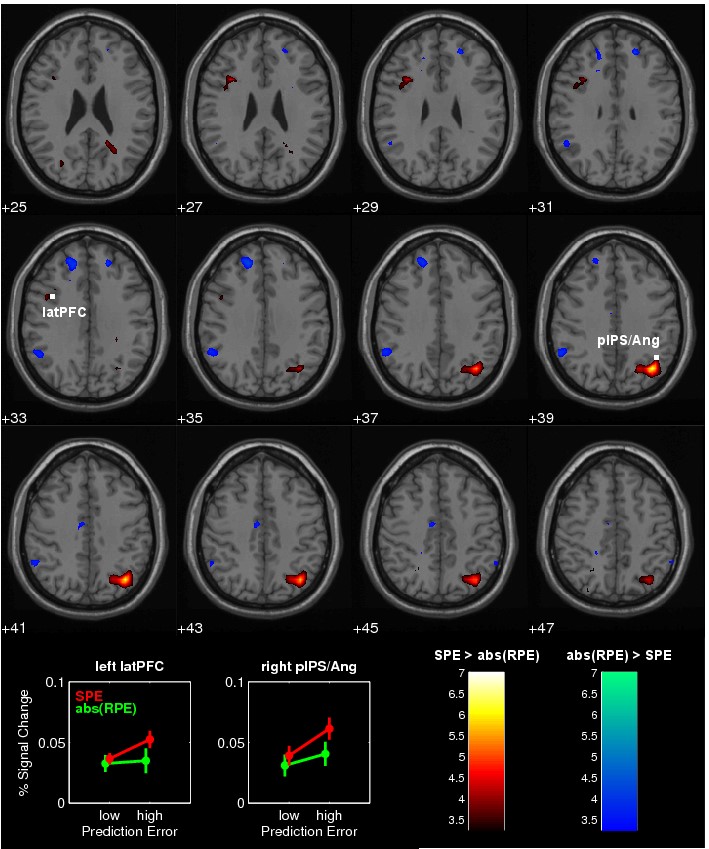 +25
+27
+29
+31
latPFC
pIPS/Ang
+33
+35
+37
+39
+41
+43
+45
+47
left latPFC
right pIPS/Ang
SPE > abs(RPE)
abs(RPE) > SPE
% Signal Change
0.1
0.05
0
SPE
abs(RPE)
low high
Prediction Error
0.1
0.05
0
low high
Prediction Error
7
6.5
6
5.5
5
4.5
4
3.5
7
6.5
6
5.5
5
4.5
4
3.5